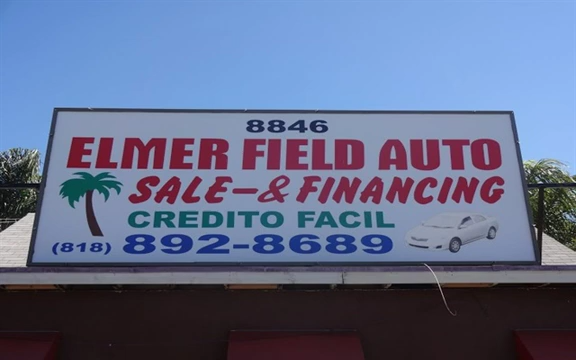 8846
ELMER FIELD AUTO
SALE-&FINANCING
CREDITO FACIL
(818) 892-8689